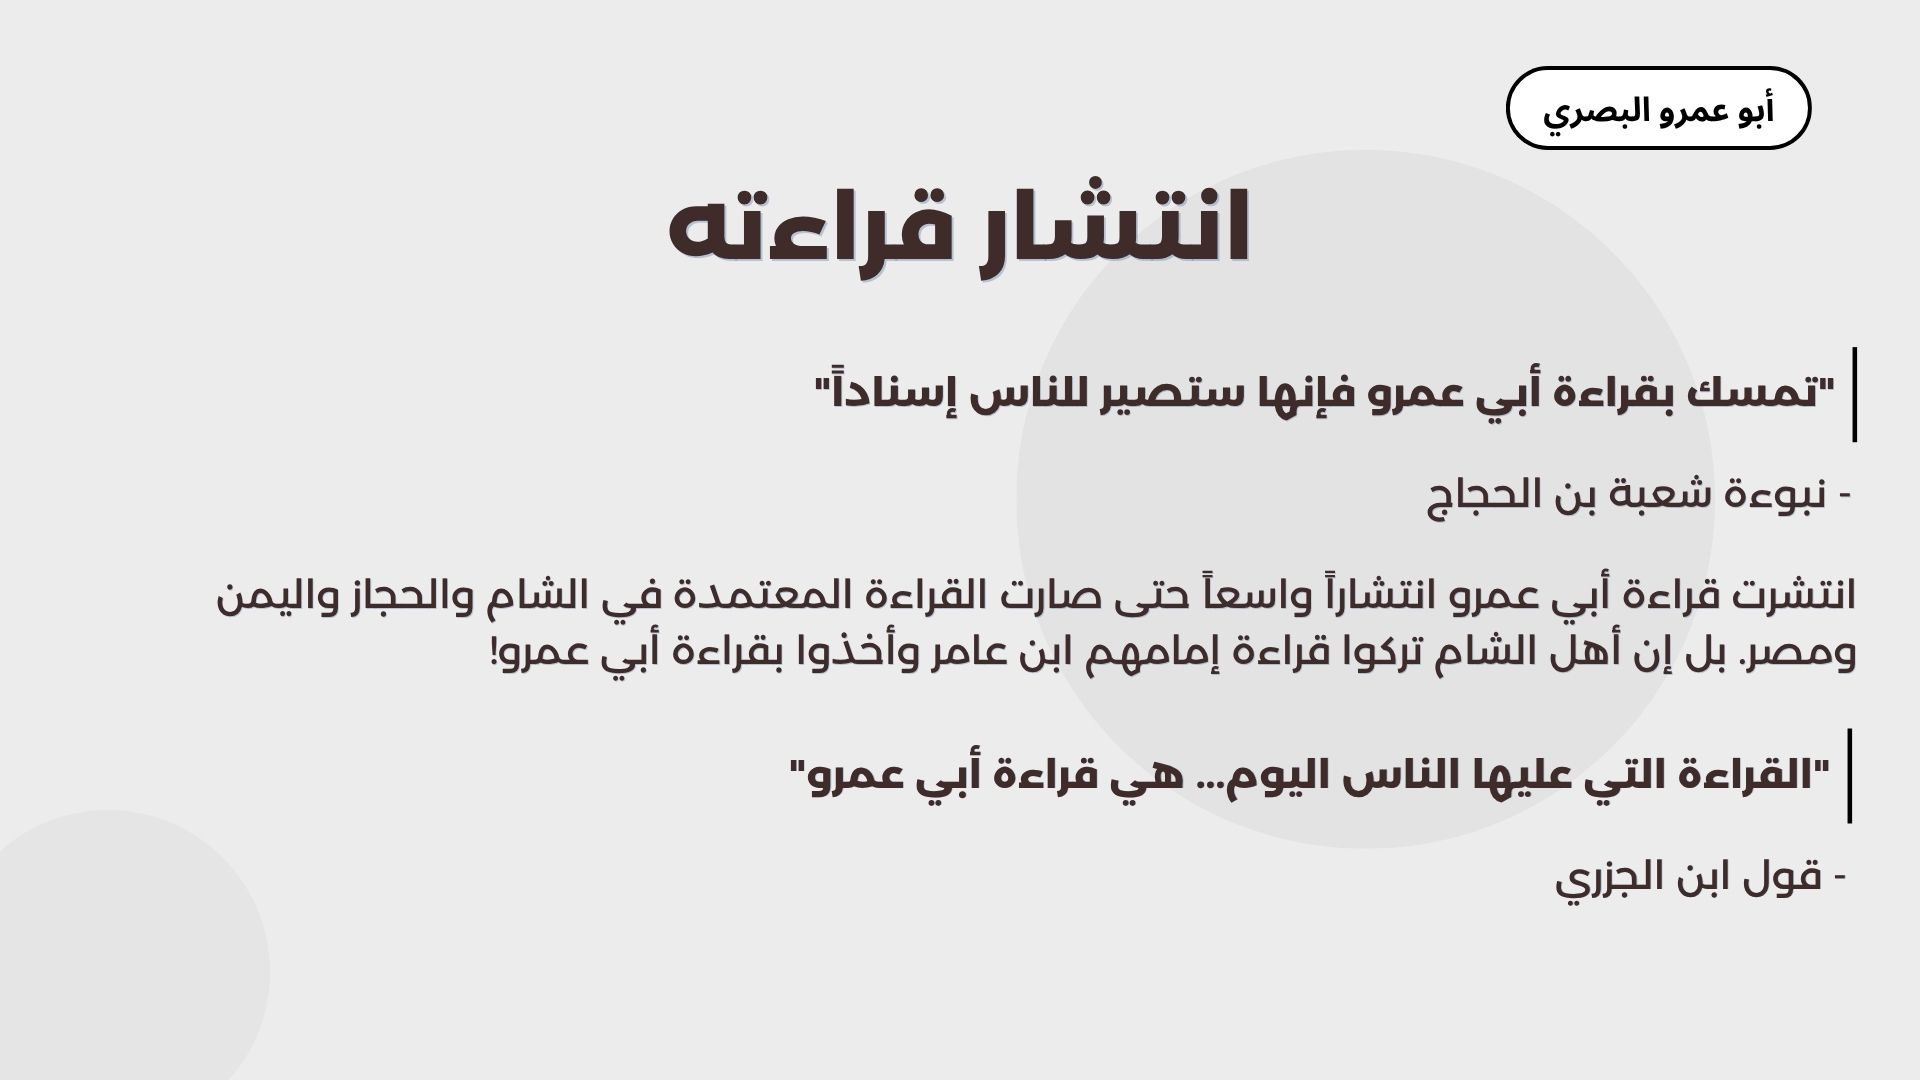 أبو عمرو البصري
انتشار قراءته
"تمسك بقراءة أبي عمرو فإنها ستصير للناس إسناداً"
- نبوءة شعبة بن الحجاج
انتشرت قراءة أبي عمرو انتشاراً واسعاً حتى صارت القراءة المعتمدة في الشام والحجاز واليمن
ومصر. بل إن أهل الشام تركوا قراءة إمامهم ابن عامر وأخذوا بقراءة أبي عمرو!
"القراءة التي عليها الناس اليوم... هي قراءة أبي عمرو"
- قول ابن الجزري